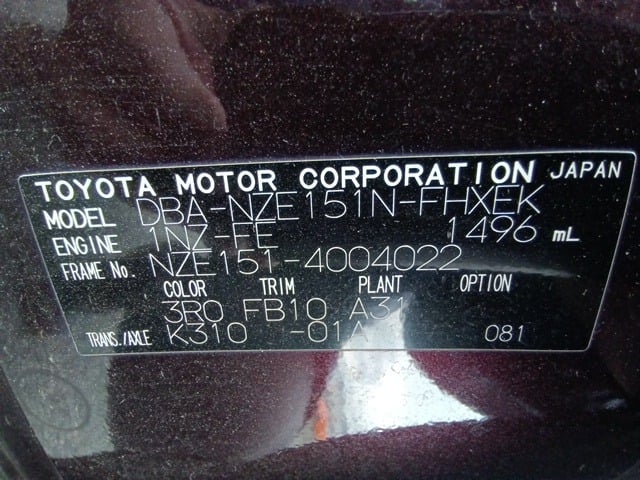 TOYOTA MOTOR CORPORATION JAPAN
MODEL DBA-NZE151N-FHXEK
ENGINE 1NZ-FE 1496 mL
FRAME No. NZE151-4004022
COLOR TRIM PLANT OPTION
3R0 FB10 A31
TRANS./AXLE K310 -01A 081